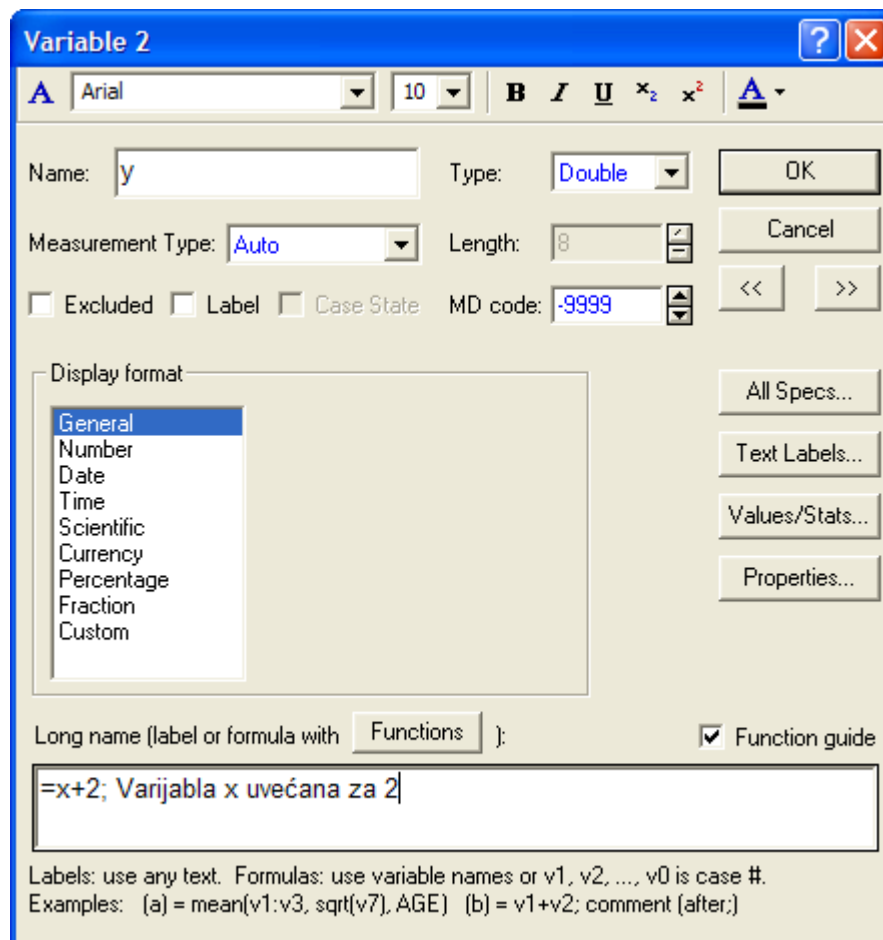 Variable 2
A Arial 10 B I U x₂ x² A
Name: y Type: Double OK
Measurement Type: Auto Length: 8 Cancel
Excluded Label Case State MD code: -9999 << >>
Display format
General
Number
Date
Time
Scientific
Currency
Percentage
Fraction
Custom
All Specs...
Text Labels...
Values/Stats...
Properties...
Long name (label or formula with Functions ): Function guide
=x+2; Varijabla x uvećana za 2
Labels: use any text. Formulas: use variable names or v1, v2, ..., v0 is case #.
Examples: (a) = mean(v1:v3, sqrt(v7), AGE) (b) = v1+v2; comment (after;)